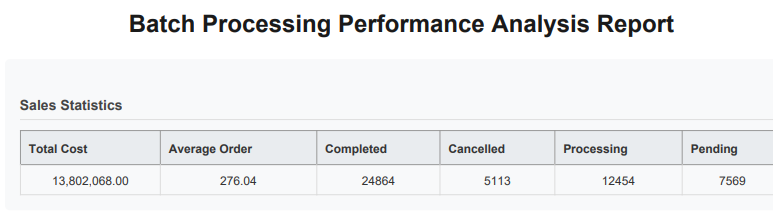 Batch Processing Performance Analysis Report
Sales Statistics
Total Cost Average Order Completed Cancelled Processing Pending
13,802,068.00 276.04 24864 5113 12454 7569